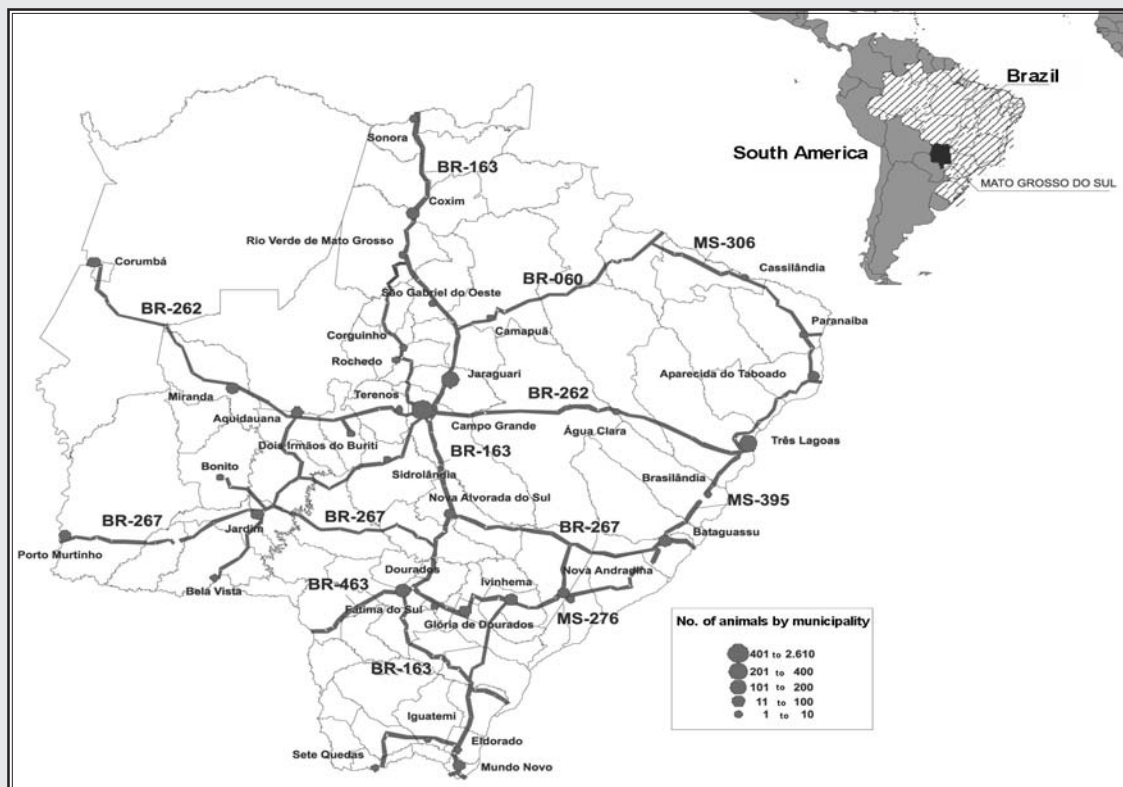 Brazil
South America
MATO GROSSO DO SUL
Sonora
BR-163
Coxim
Rio Verde de Mato Grosso
MS-306
Corumbá
BR-060
Cassilândia
São Gabriel do Oeste
BR-262
Camapuã
Paranaíba
Corguinho
Rochedo
Jaraguari
Aparecida do Taboado
Miranda
Terenos
BR-262
Aquidauana
Campo Grande
Água Clara
Três Lagoas
Dois Irmãos do Buriti
BR-163
Bonito
Sidrolândia
Brasilândia
Nova Alvorada do Sul
MS-395
BR-267
Jardim
BR-267
BR-267
Bataguassu
Porto Murtinho
Dourados
Nova Andradina
BR-463
Ivinhema
Bela Vista
Fátima do Sul
Glória de Dourados
MS-276
BR-163
Iguatemi
Eldorado
Sete Quedas
Mundo Novo
No. of animals by municipality
401 to 2.610
201 to 400
101 to 200
11 to 100
1 to 10